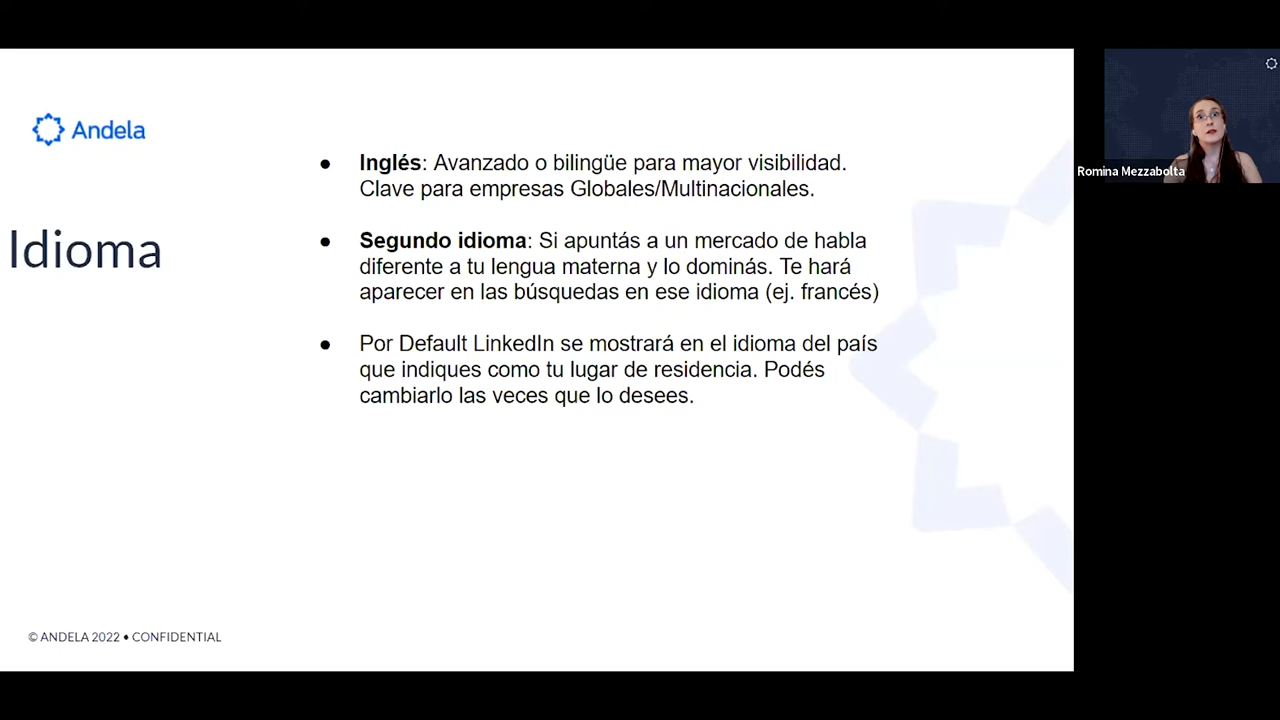 Andela
Idioma
● Inglés: Avanzado o bilingüe para mayor visibilidad.
Clave para empresas Globales/Multinacionales.
● Segundo idioma: Si apuntás a un mercado de habla
diferente a tu lengua materna y lo dominás. Te hará
aparecer en las búsquedas en ese idioma (ej. francés)
● Por Default LinkedIn se mostrará en el idioma del país
que indiques como tu lugar de residencia. Podés
cambiarlo las veces que lo desees.
© ANDELA 2022 ● CONFIDENTIAL
Romina Mezzabolta